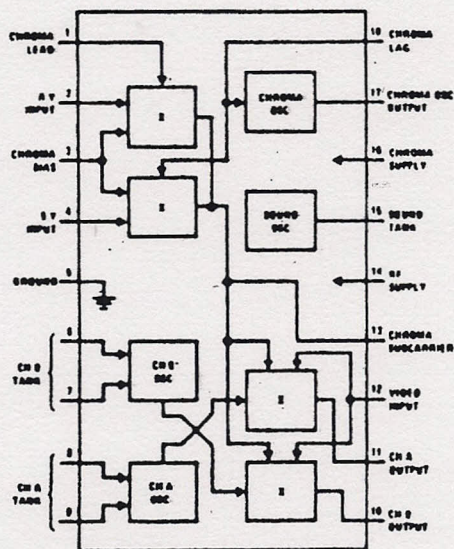 CHROMA LEAD 1
18 CHROMA LAG
R-Y INPUT 2
CHROMA OSC
17 CHROMA OSC OUTPUT
X
CHROMA BIAS 3
16 CHROMA SUPPLY
X
B-Y INPUT 4
SOUND OSC
15 SOUND TANK
GROUND 5
14 RF SUPPLY
13 CHROMA SUBCARRIER
6
CH B TANK
7
CH B OSC
X
12 VIDEO INPUT
11 CH A OUTPUT
8
CH A TANK
9
CH A OSC
X
10 CH B OUTPUT